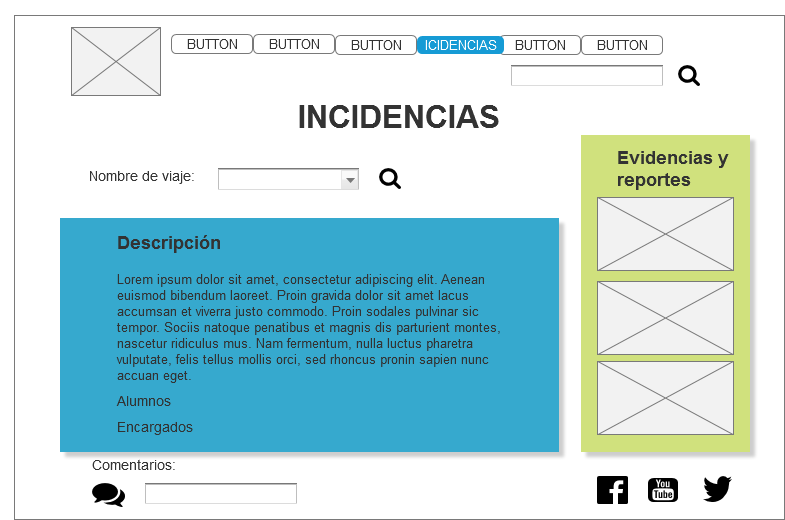 BUTTON BUTTON BUTTON ICIDENCIAS BUTTON BUTTON
INCIDENCIAS
Nombre de viaje:
Descripción
Lorem ipsum dolor sit amet, consectetur adipiscing elit. Aenean
euismod bibendum laoreet. Proin gravida dolor sit amet lacus
accumsan et viverra justo commodo. Proin sodales pulvinar sic
tempor. Sociis natoque penatibus et magnis dis parturient montes,
nascetur ridiculus mus. Nam fermentum, nulla luctus pharetra
vulputate, felis tellus mollis orci, sed rhoncus pronin sapien nunc
accuan eget.
Alumnos
Encargados
Evidencias y
reportes
Comentarios:
You
Tube